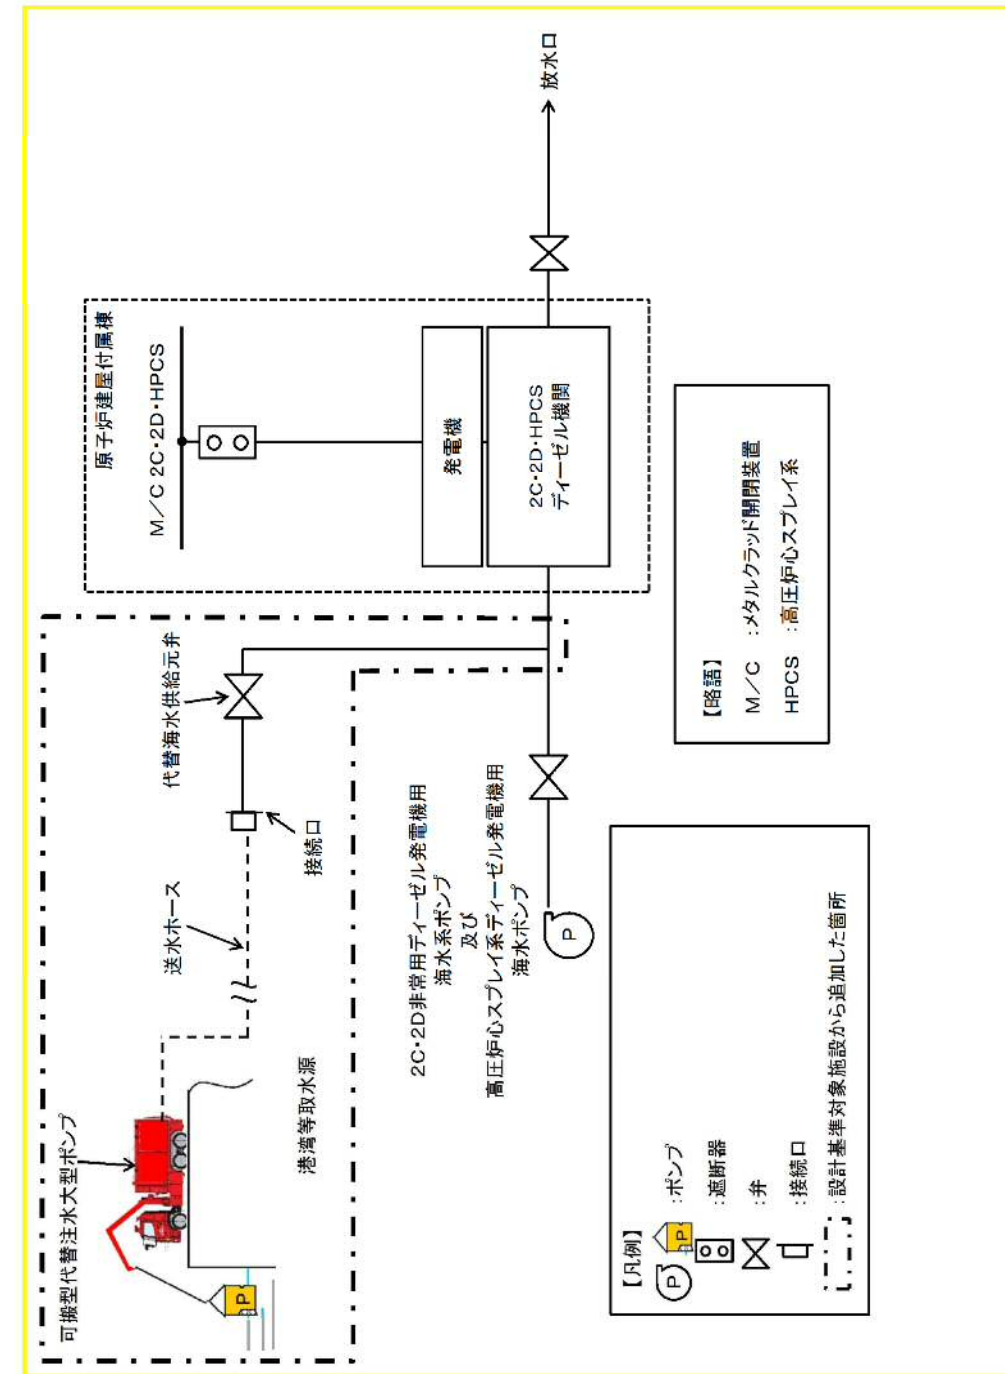 可搬型代替注水大型ポンプ
送水ホース
代替海水供給元弁
接続口
港湾等取水源
P
原子炉建屋付属棟
M/C 2C・2D・HPCS
発電機
2C・2D・HPCS
ディーゼル機関
放水口
2C・2D非常用ディーゼル発電機用
海水系ポンプ
及び
高圧炉心スプレイ系ディーゼル発電機用
海水ポンプ
P
【凡例】
P P :ポンプ
:遮断器
:弁
:接続口
:設計基準対象施設から追加した箇所
【略語】
M/C :メタルクラッド開閉装置
HPCS :高圧炉心スプレイ系